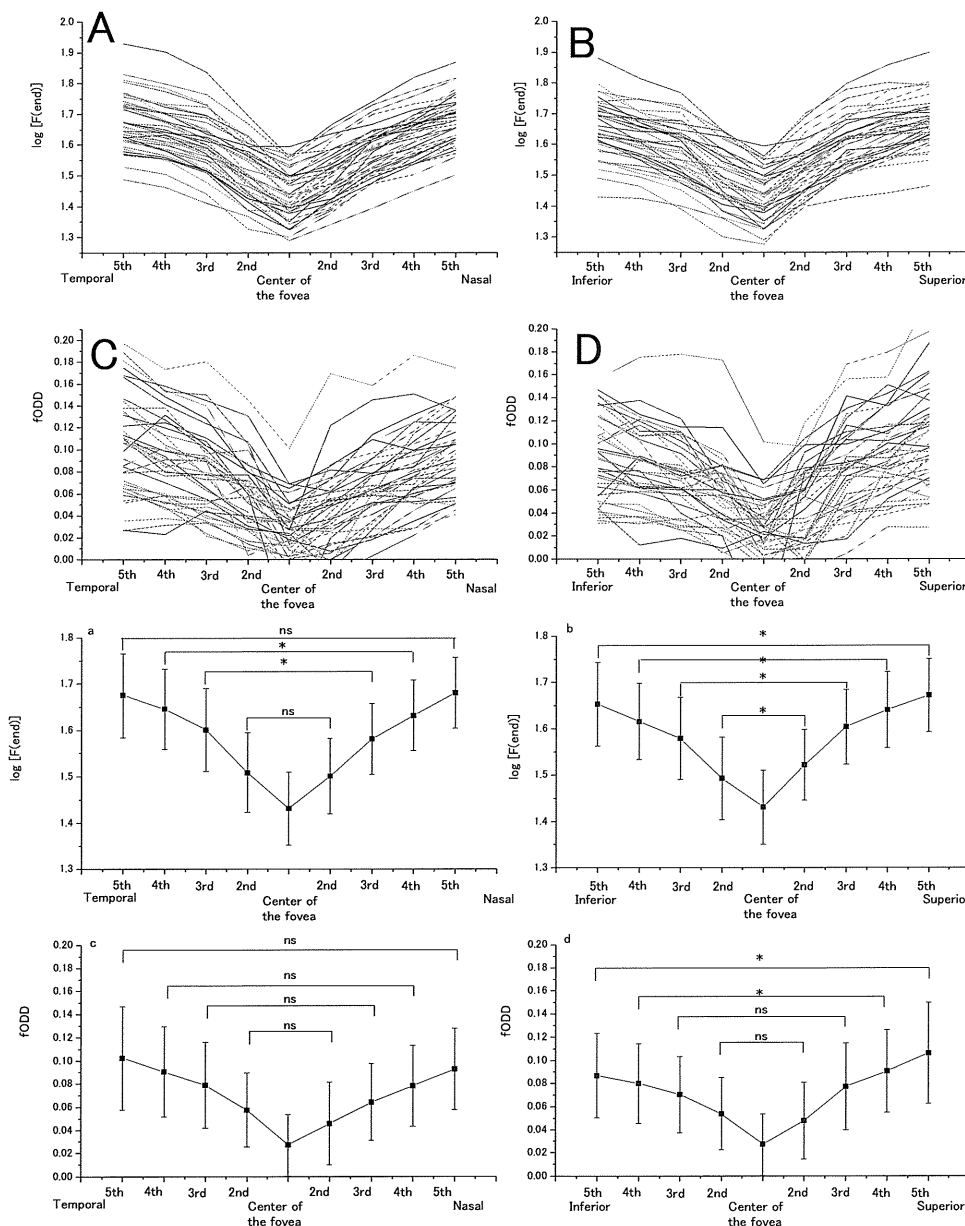 A
2.0
1.9
1.8
1.7
1.6
1.5
1.4
1.3
log [F(end)]
5th 4th 3rd 2nd 2nd 3rd 4th 5th
Temporal Center of the fovea Nasal
B
2.0
1.9
1.8
1.7
1.6
1.5
1.4
1.3
log [F(end)]
5th 4th 3rd 2nd 2nd 3rd 4th 5th
Inferior Center of the fovea Superior
C
0.20
0.18
0.16
0.14
0.12
0.10
0.08
0.06
0.04
0.02
0.00
fODD
5th 4th 3rd 2nd 2nd 3rd 4th 5th
Temporal Center of the fovea Nasal
D
0.20
0.18
0.16
0.14
0.12
0.10
0.08
0.06
0.04
0.02
0.00
fODD
5th 4th 3rd 2nd 2nd 3rd 4th 5th
Inferior Center of the fovea Superior
a
ns
*
*
ns
1.8
1.7
1.6
1.5
1.4
1.3
log [F(end)]
5th 4th 3rd 2nd 2nd 3rd 4th 5th
Temporal Center of the fovea Nasal
b
*
*
*
*
1.8
1.7
1.6
1.5
1.4
1.3
log [F(end)]
5th 4th 3rd 2nd 2nd 3rd 4th 5th
Inferior Center of the fovea Superior
c
ns
ns
ns
ns
0.20
0.18
0.16
0.14
0.12
0.10
0.08
0.06
0.04
0.02
0.00
fODD
5th 4th 3rd 2nd 2nd 3rd 4th 5th
Temporal Center of the fovea Nasal
d
*
*
ns
ns
0.20
0.18
0.16
0.14
0.12
0.10
0.08
0.06
0.04
0.02
0.00
fODD
5th 4th 3rd 2nd 2nd 3rd 4th 5th
Inferior Center of the fovea Superior